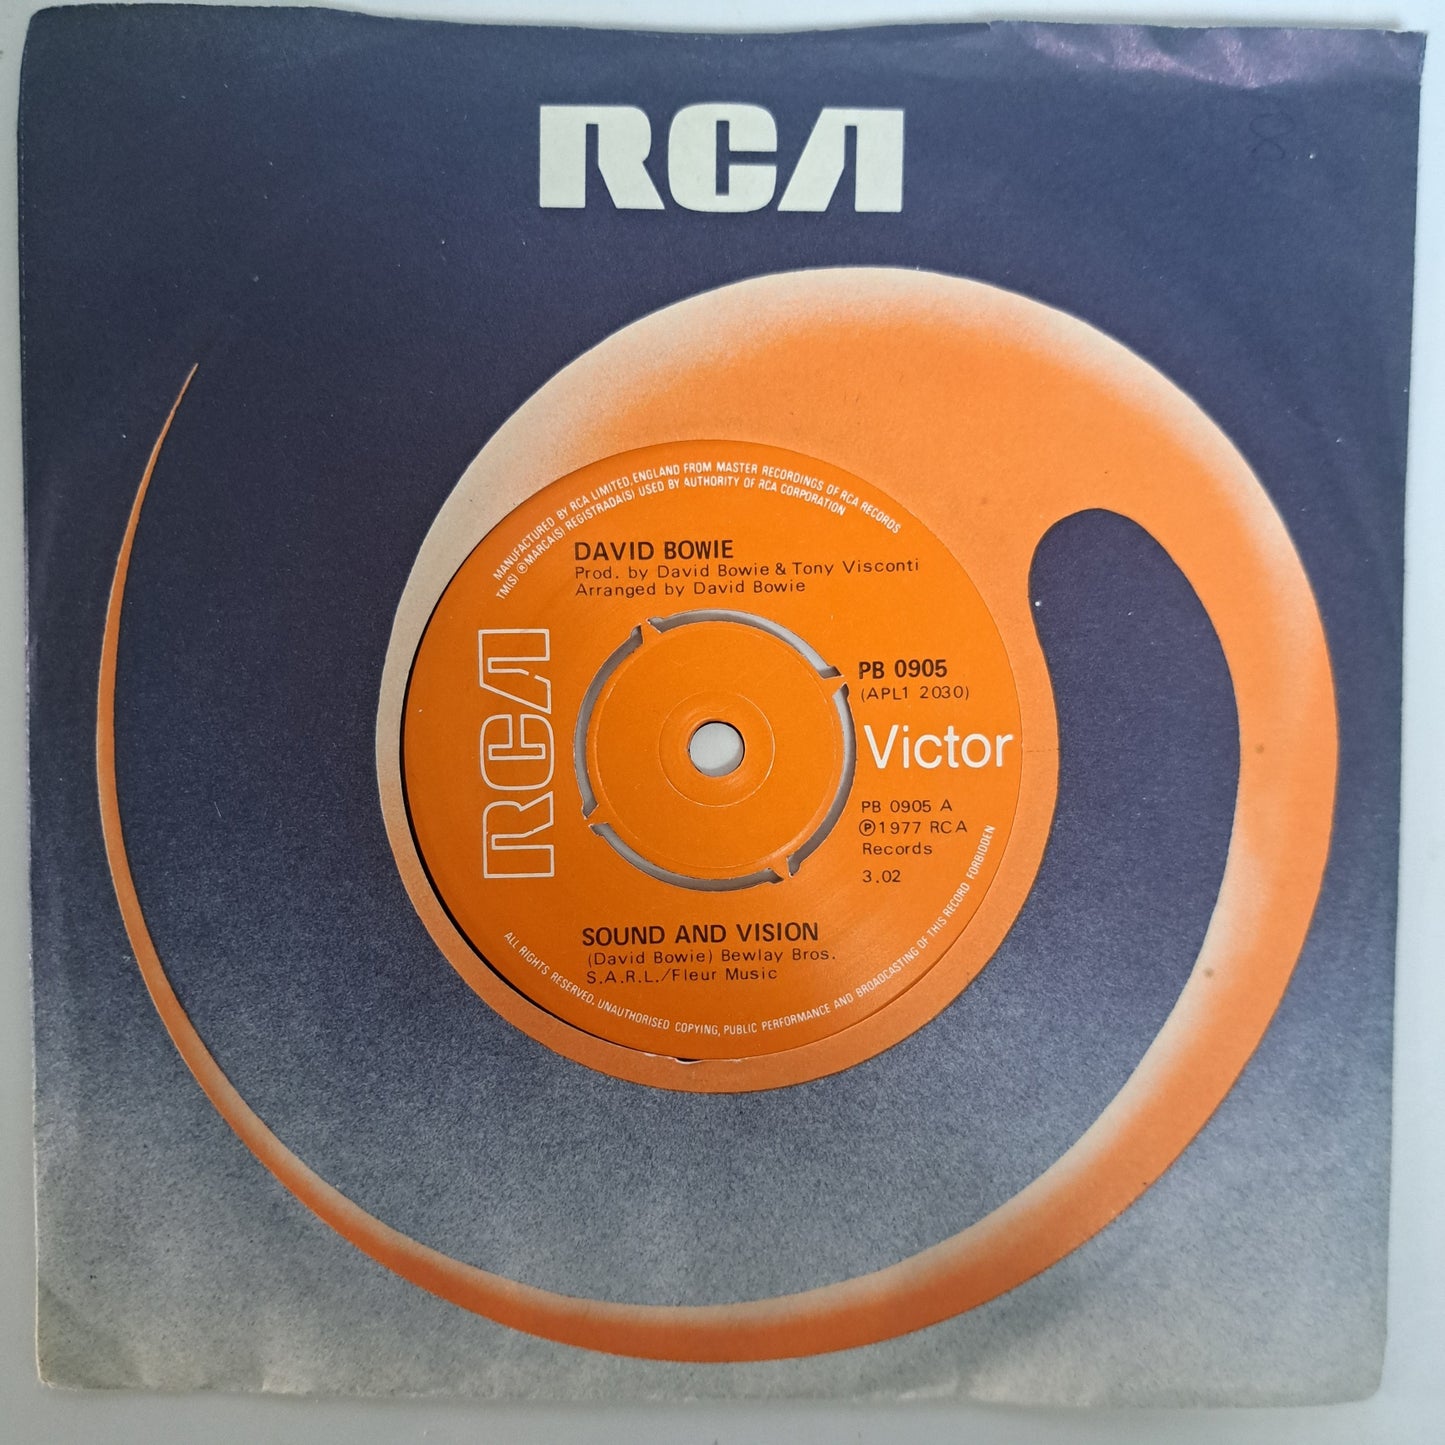 RCA
MANUFACTURED BY RCA LIMITED, ENGLAND FROM MASTER RECORDINGS OF RCA RECORDS
TM(S) ® MARCA(S) REGISTRADA(S) USED BY AUTHORITY OF RCA CORPORATION
DAVID BOWIE
Prod. by David Bowie & Tony Visconti
Arranged by David Bowie
RCA
PB 0905
(APL1 2030)
Victor
PB 0905 A
℗1977 RCA
Records
3.02
SOUND AND VISION
(David Bowie) Bewlay Bros.
S.A.R.L./Fleur Music
ALL RIGHTS RESERVED. UNAUTHORISED COPYING, PUBLIC PERFORMANCE AND BROADCASTING OF THIS RECORD FORBIDDEN